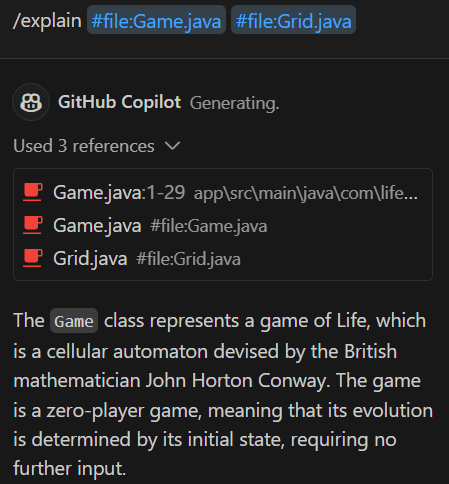 /explain #file:Game.java #file:Grid.java
GitHub Copilot Generating.
Used 3 references
Game.java:1-29 app\src\main\java\com\life...
Game.java #file:Game.java
Grid.java #file:Grid.java
The Game class represents a game of Life, which
is a cellular automaton devised by the British
mathematician John Horton Conway. The game
is a zero-player game, meaning that its evolution
is determined by its initial state, requiring no
further input.